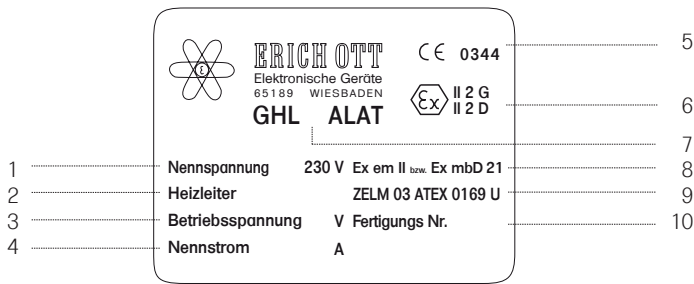 ERICH OTT
Elektronische Geräte
65189 WIESBADEN
GHL ALAT
CE 0344
Ex II 2 G
II 2 D
Nennspannung 230 V Ex em II bzw. Ex mbD 21
Heizleiter ZELM 03 ATEX 0169 U
Betriebsspannung V Fertigungs Nr.
Nennstrom A
1
2
3
4
5
6
7
8
9
10